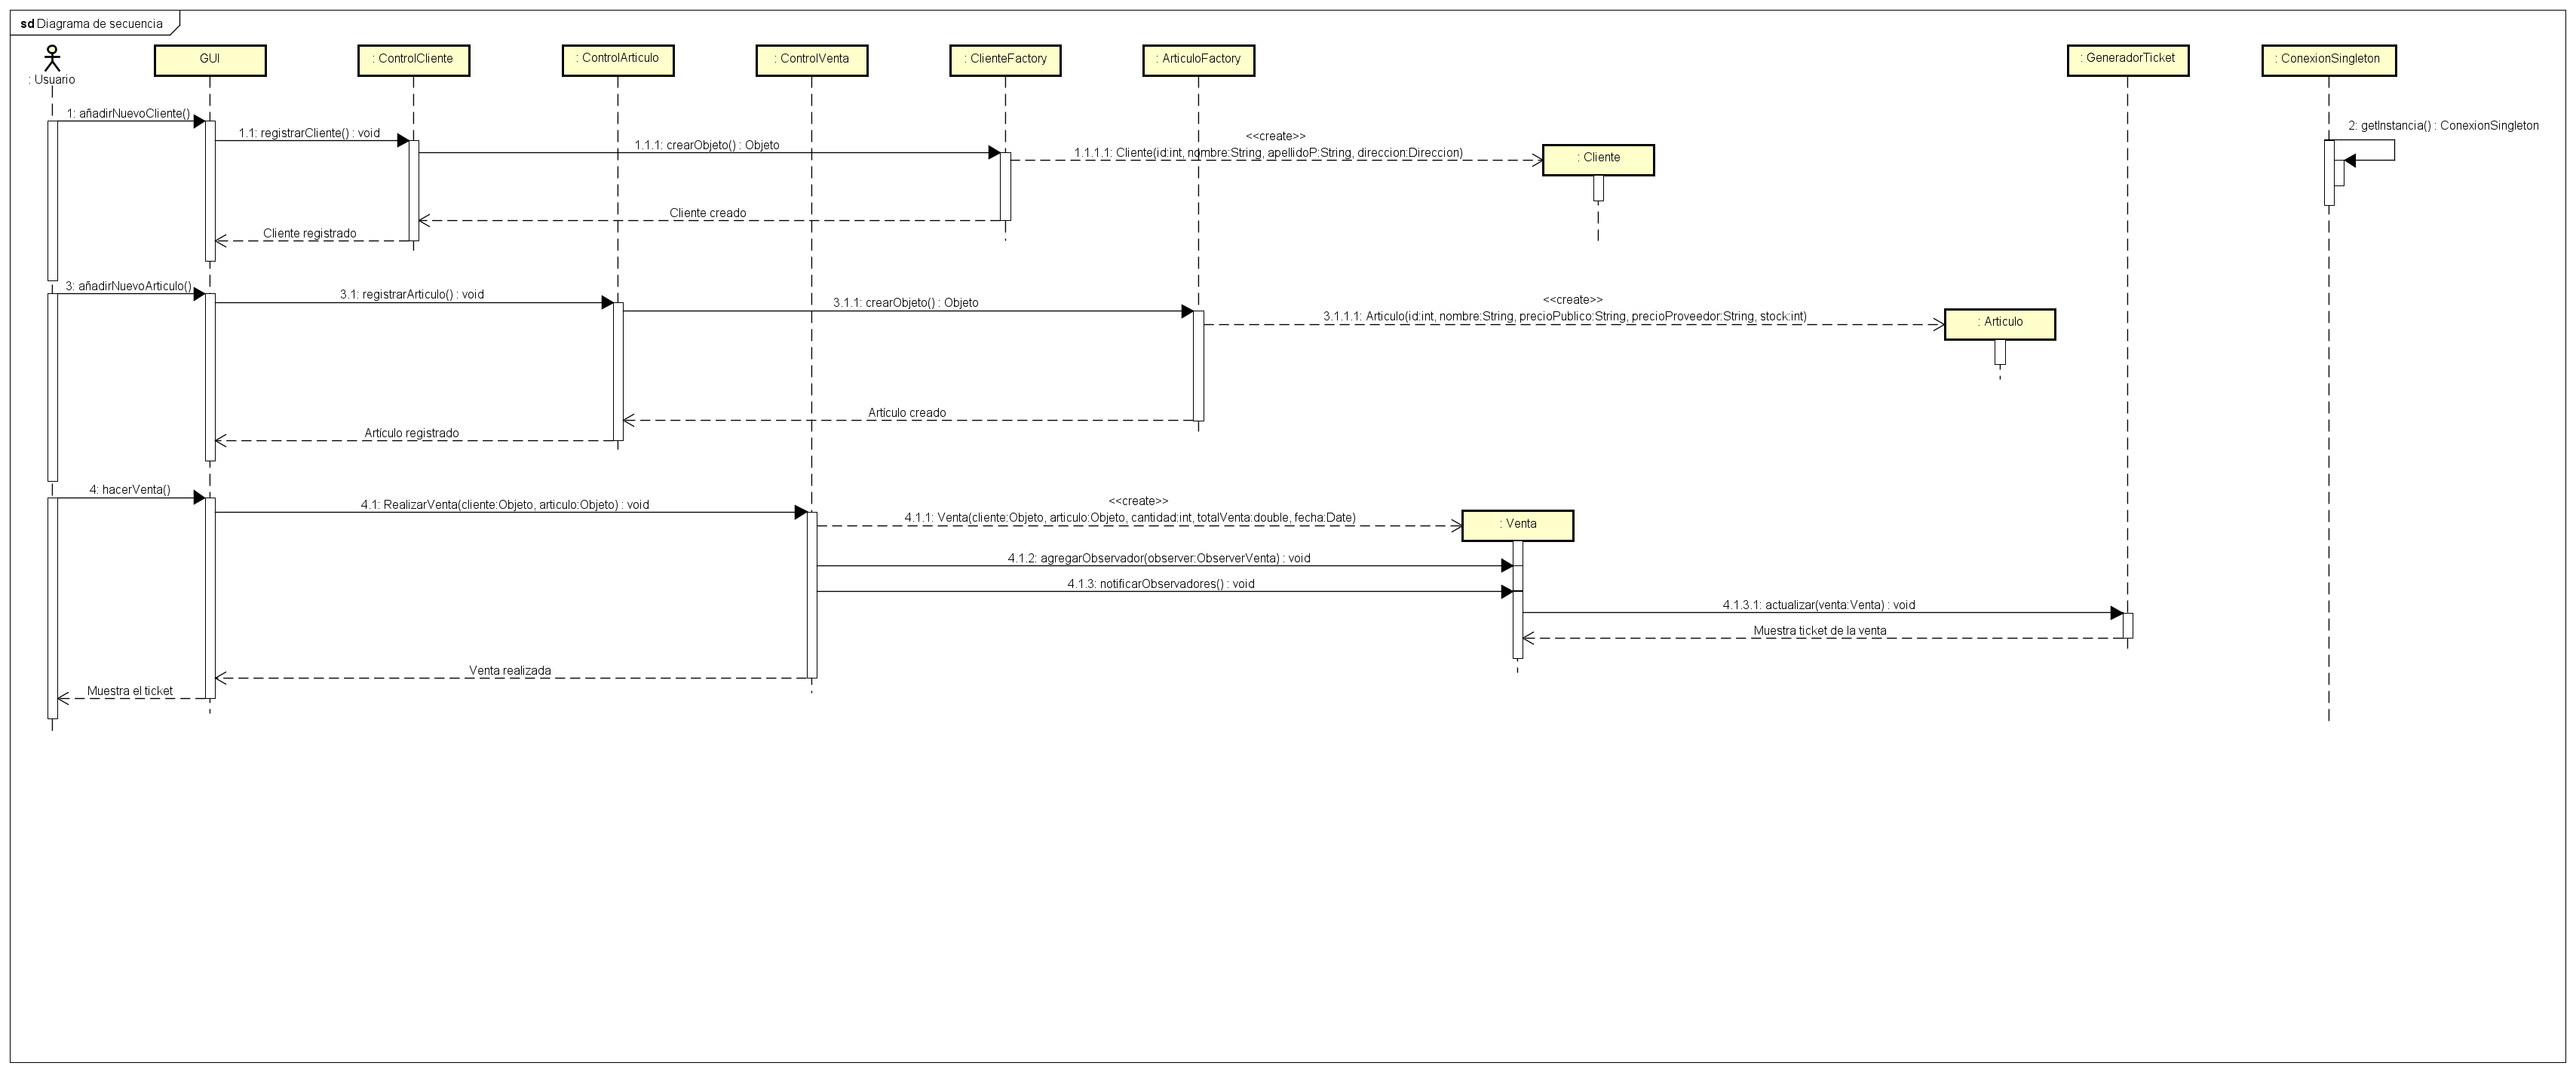 sd Diagrama de secuencia
: Usuario
GUI
: ControlCliente
: ControlArticulo
: ControlVenta
: ClienteFactory
: ArticuloFactory
: GeneradorTicket
: ConexionSingleton
1: añadirNuevoCliente()
1.1: registrarCliente() : void
1.1.1: crearObjeto() : Objeto
<<create>>
1.1.1.1: Cliente(id:int, nombre:String, apellidoP:String, direccion:Direccion)
: Cliente
2: getInstancia() : ConexionSingleton
Cliente creado
Cliente registrado
3: añadirNuevoArticulo()
3.1: registrarArticulo() : void
3.1.1: crearObjeto() : Objeto
<<create>>
3.1.1.1: Articulo(id:int, nombre:String, precioPublico:String, precioProveedor:String, stock:int)
: Articulo
Artículo creado
Artículo registrado
4: hacerVenta()
4.1: RealizarVenta(cliente:Objeto, articulo:Objeto) : void
<<create>>
4.1.1: Venta(cliente:Objeto, articulo:Objeto, cantidad:int, totalVenta:double, fecha:Date)
: Venta
4.1.2: agregarObservador(observer:ObserverVenta) : void
4.1.3: notificarObservadores() : void
4.1.3.1: actualizar(venta:Venta) : void
Muestra ticket de la venta
Venta realizada
Muestra el ticket